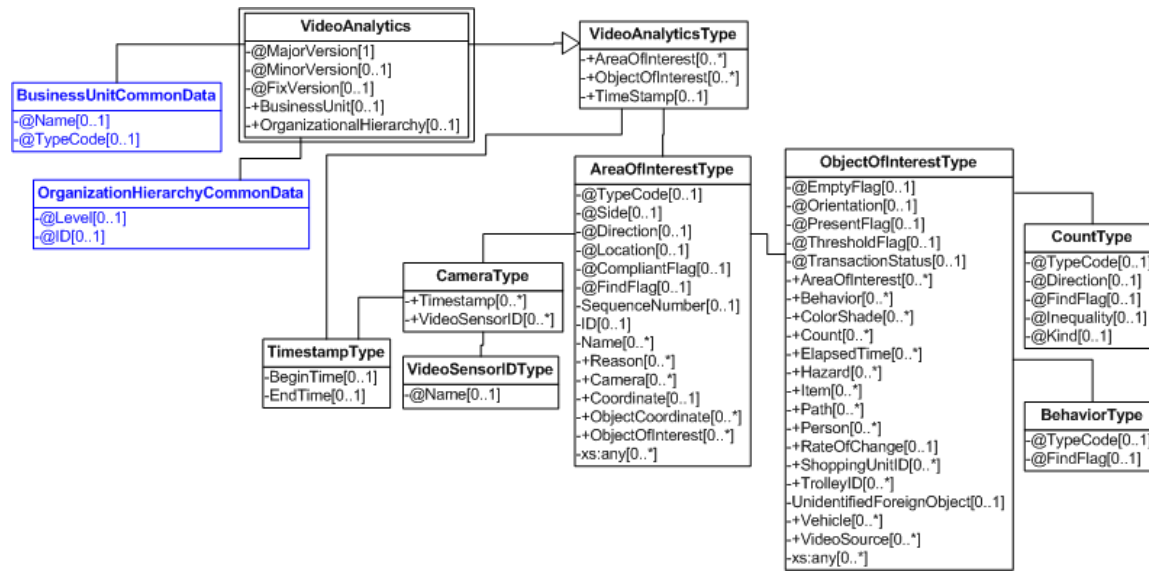 VideoAnalytics
-@MajorVersion[1]
-@MinorVersion[0..1]
-@FixVersion[0..1]
-+BusinessUnit[0..1]
-+OrganizationalHierarchy[0..1]
VideoAnalyticsType
-+AreaOfInterest[0..*]
-+ObjectOfInterest[0..*]
-+TimeStamp[0..1]
BusinessUnitCommonData
-@Name[0..1]
-@TypeCode[0..1]
OrganizationHierarchyCommonData
-@Level[0..1]
-@ID[0..1]
AreaOfInterestType
-@TypeCode[0..1]
-@Side[0..1]
-@Direction[0..1]
-@Location[0..1]
-@CompliantFlag[0..1]
-@FindFlag[0..1]
-SequenceNumber[0..1]
-ID[0..1]
-Name[0..*]
-+Reason[0..*]
-+Camera[0..*]
-+Coordinate[0..1]
-+ObjectCoordinate[0..*]
-+ObjectOfInterest[0..*]
-xs:any[0..*]
ObjectOfInterestType
-@EmptyFlag[0..1]
-@Orientation[0..1]
-@PresentFlag[0..1]
-@ThresholdFlag[0..1]
-@TransactionStatus[0..1]
-+AreaOfInterest[0..*]
-+Behavior[0..*]
-+ColorShade[0..*]
-+Count[0..*]
-+ElapsedTime[0..*]
-+Hazard[0..*]
-+Item[0..*]
-+Path[0..*]
-+Person[0..*]
-+RateOfChange[0..1]
-+ShoppingUnitID[0..*]
-+TrolleyID[0..*]
-UnidentifiedForeignObject[0..1]
-+Vehicle[0..*]
-+VideoSource[0..*]
-xs:any[0..*]
CountType
-@TypeCode[0..1]
-@Direction[0..1]
-@FindFlag[0..1]
-@Inequality[0..1]
-@Kind[0..1]
CameraType
-+Timestamp[0..*]
-+VideoSensorID[0..*]
TimestampType
-BeginTime[0..1]
-EndTime[0..1]
VideoSensorIDType
-@Name[0..1]
BehaviorType
-@TypeCode[0..1]
-@FindFlag[0..1]